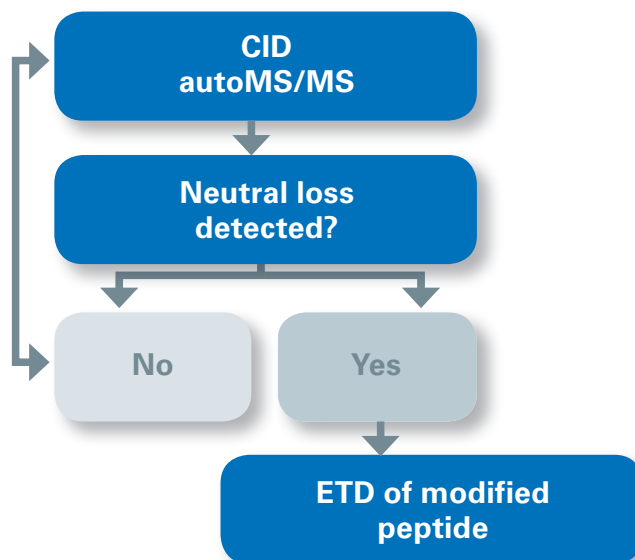 CID
autoMS/MS
Neutral loss
detected?
No
Yes
ETD of modified
peptide